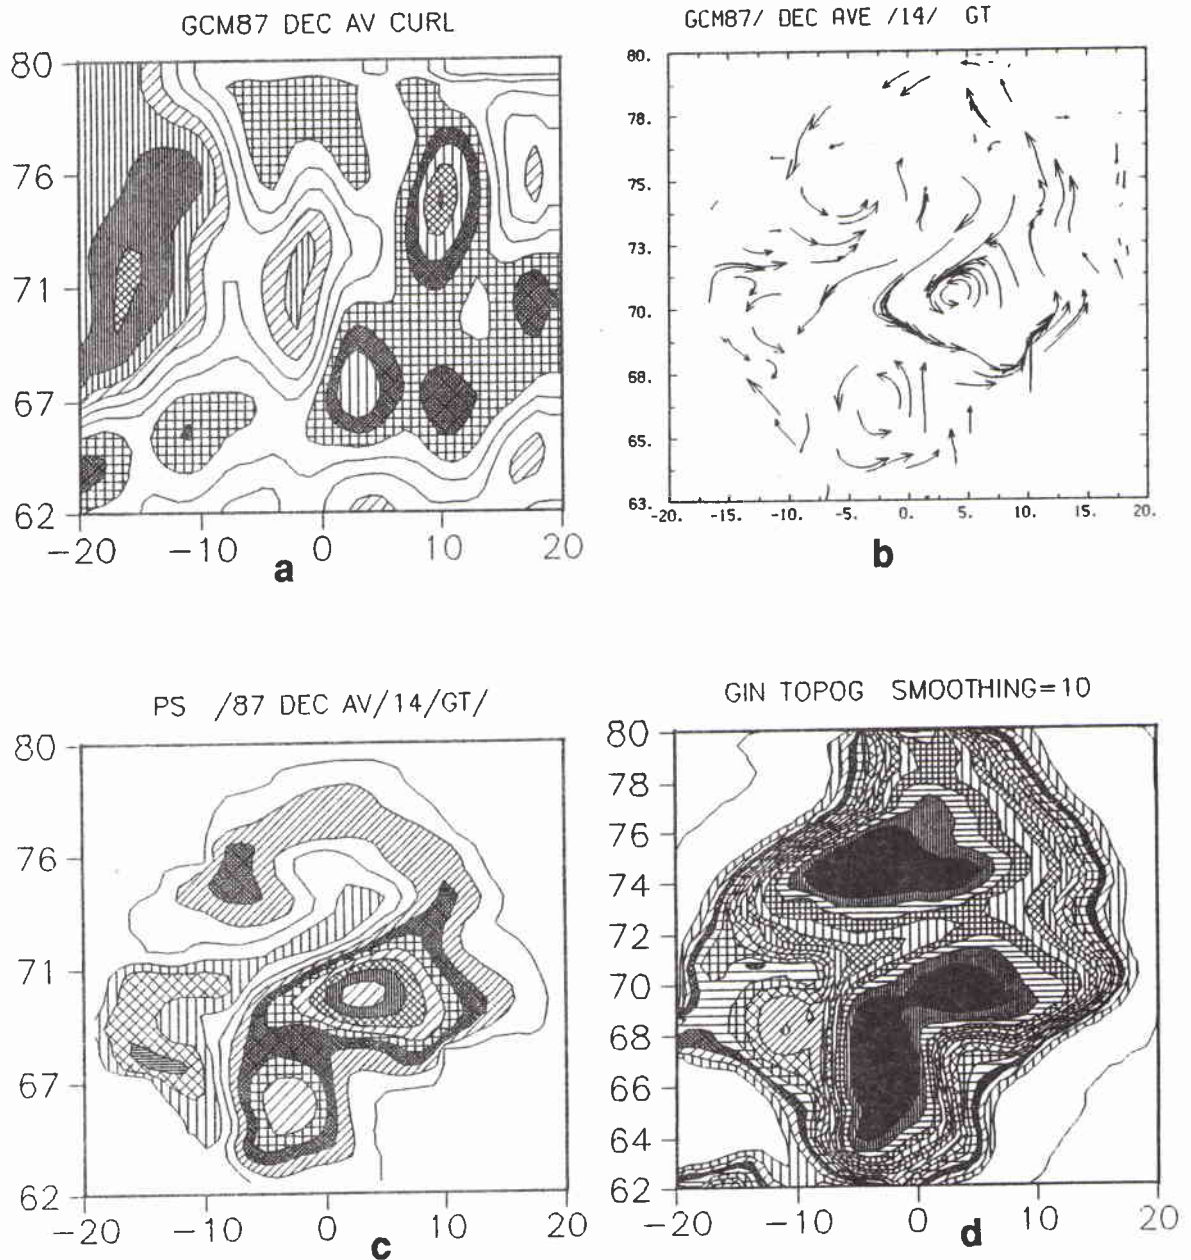 GCM87 DEC AV CURL
80
76
71
67
62
-20 -10 0 10 20
a
GCM87/ DEC AVE /14/ GT
80.
78.
75.
73.
70.
68.
65.
63.
-20. -15. -10. -5. 0. 5. 10. 15. 20.
b
PS /87 DEC AV/14/GT/
80
76
71
67
62
-20 -10 0 10 20
c
GIN TOPOG SMOOTHING=10
80
78
76
74
72
70
68
66
64
62
-20 -10 0 10 20
d